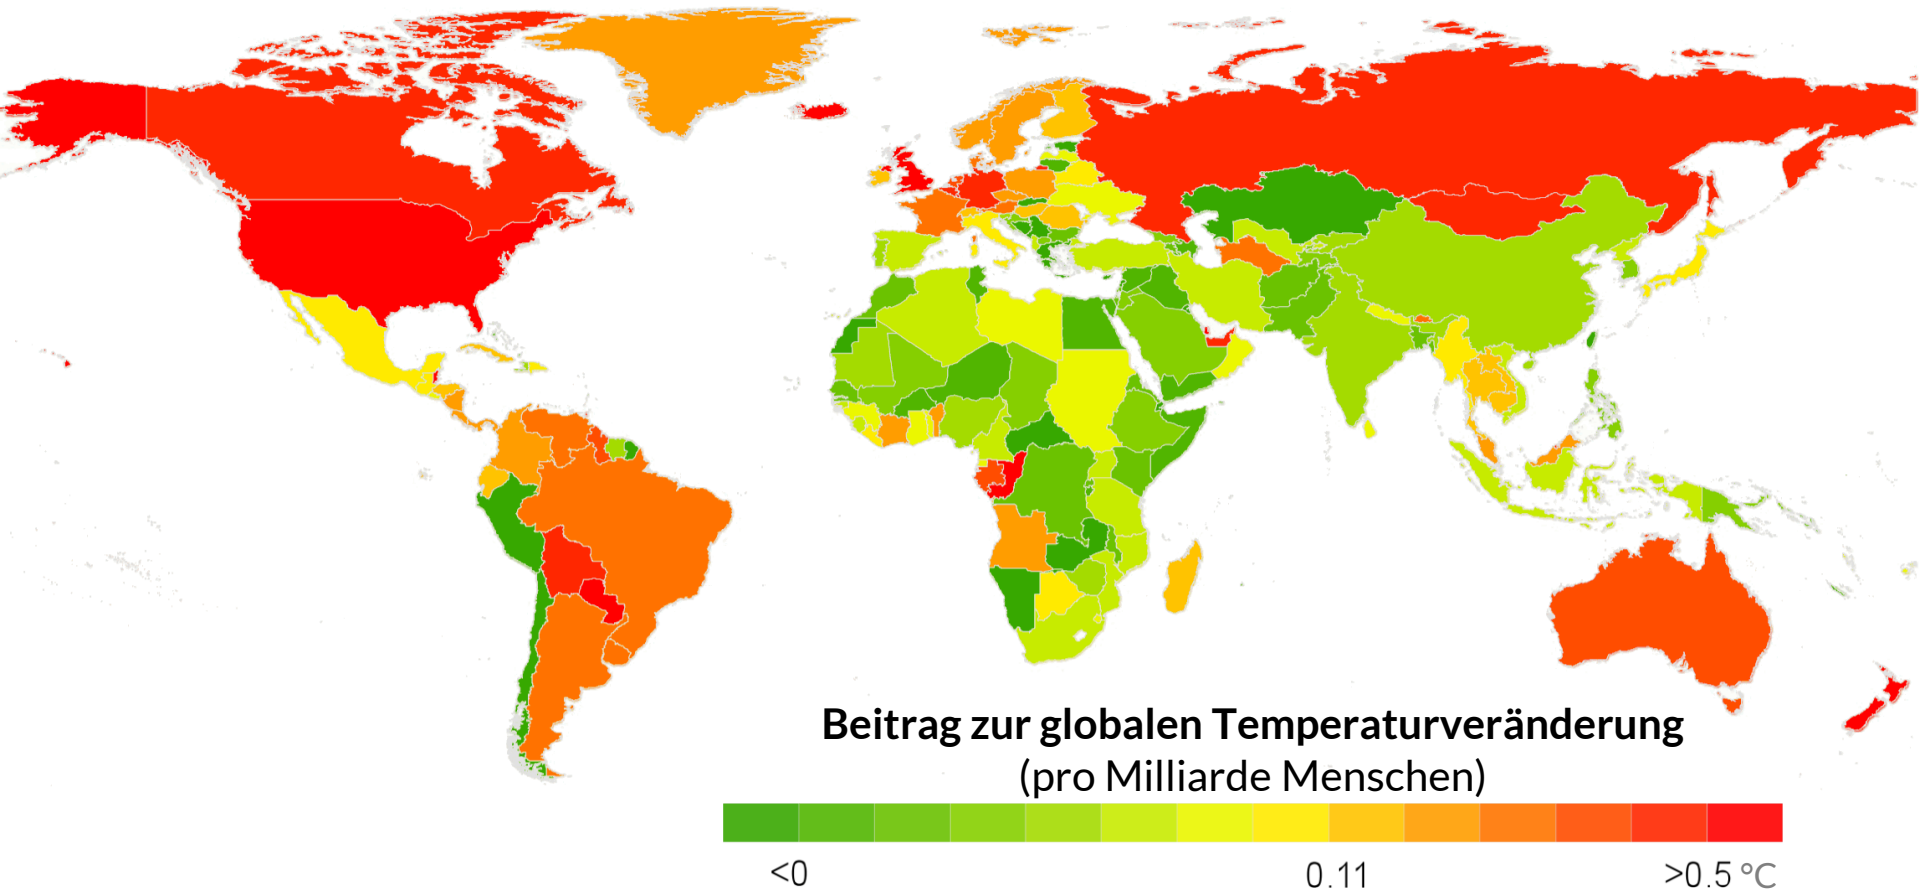 Beitrag zur globalen Temperaturveränderung
(pro Milliarde Menschen)
<0 0.11 >0.5 °C